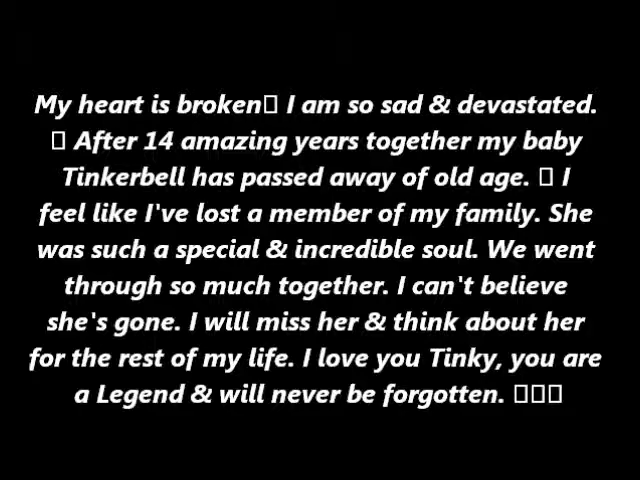 My heart is broken▯ I am so sad & devastated.
▯ After 14 amazing years together my baby
Tinkerbell has passed away of old age. ▯ I
feel like I've lost a member of my family. She
was such a special & incredible soul. We went
through so much together. I can't believe
she's gone. I will miss her & think about her
for the rest of my life. I love you Tinky, you are
a Legend & will never be forgotten. ▯▯▯